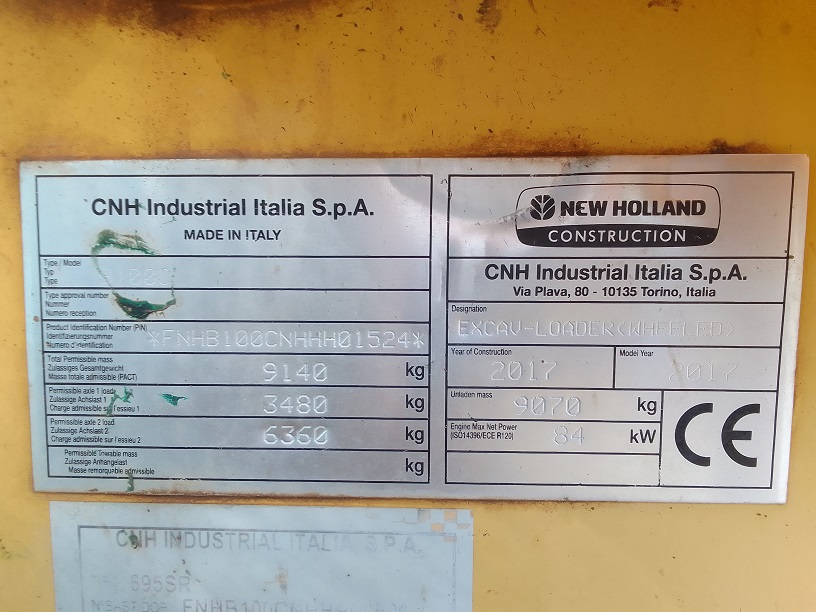 CNH Industrial Italia S.p.A.
MADE IN ITALY
Type / Model
Typ
Type
Type approval number
Nummer
Numero reception
Product Identification Number (PIN)
Identifizierungsnummer
Numero d'identification
*FNHB100CNHHH01524*
Total Permissible mass
Zulassiges Gesamtgewicht
Masse totale admissible (PACT)
9140 kg
Permissible axle 1 load
Zulassige Achslast 1
Charge admissible sur l'essieu 1
3480 kg
Permissible axle 2 load
Zulassige Achslast 2
Charge admissible sur l'essieu 2
6360 kg
Permissible Towable mass
Zulassige Anhangelast
Masse remorquable admissible
kg
NEW HOLLAND
CONSTRUCTION
CNH Industrial Italia S.p.A.
Via Plava, 80 - 10135 Torino, Italia
Designation
EXCAV-LOADER(WHEELED)
Year of Construction
2017
Model Year
2017
Unladen mass
9070 kg
Engine Max Net Power
(ISO14396/ECE R120)
84 kW
CE
CNH INDUSTRIAL ITALIA S.P.A.
695SR